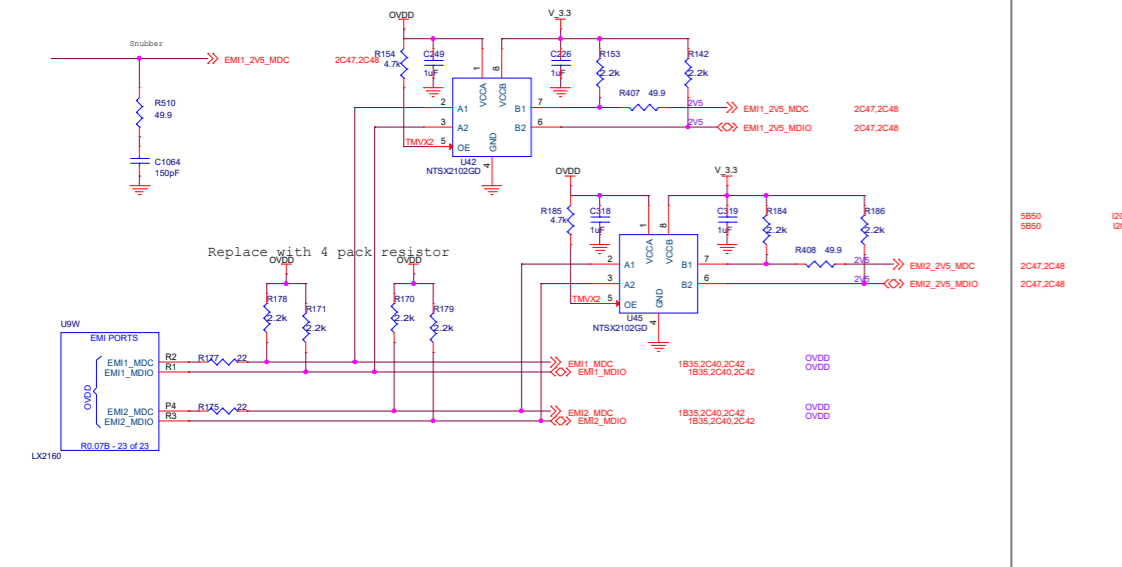 OVDD
V_3.3
Snubber
EMI1_2V5_MDC
2C47,2C48
R154
4.7k
C249
1uF
1
8
VCCA
VCCB
C226
1uF
R153
2.2k
R142
2.2k
R510
49.9
2
A1
B1
7
R407 49.9
2V5
EMI1_2V5_MDC
2C47,2C48
3
A2
B2
6
2V5
EMI1_2V5_MDIO
2C47,2C48
TMVX2
5
OE
GND
4
C1064
150pF
U42
NTSX2102GD
OVDD
V_3.3
R185
4.7k
C318
1uF
1
8
VCCA
VCCB
C319
1uF
R184
2.2k
R186
2.2k
5B50
I20
5B50
I20
Replace with 4 pack resistor
OVDD
OVDD
2
A1
B1
7
R408 49.9
2V5
EMI2_2V5_MDC
2C47,2C48
3
A2
B2
6
2V5
EMI2_2V5_MDIO
2C47,2C48
TMVX2
5
OE
GND
4
U45
NTSX2102GD
R178
2.2k
R171
2.2k
R170
2.2k
R179
2.2k
U9W
EMI PORTS
OVDD
EMI1_MDC
R2
R177
22
EMI1_MDC
1B35,2C40,2C42
OVDD
EMI1_MDIO
R1
EMI1_MDIO
1B35,2C40,2C42
OVDD
EMI2_MDC
P4
R175
22
EMI2_MDC
1B35,2C40,2C42
OVDD
EMI2_MDIO
R3
EMI2_MDIO
1B35,2C40,2C42
OVDD
R0.07B - 23 of 23
LX2160